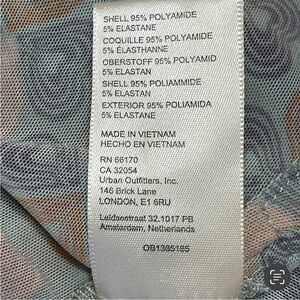 SHELL 95% POLYAMIDE
5% ELASTANE
COQUILLE 95% POLYAMIDE
5% ÉLASTHANNE
OBERSTOFF 95% POLYAMID
5% ELASTAN
SHELL 95% POLIAMMIDE
5% ELASTAN
EXTERIOR 95% POLIAMIDA
5% ELASTANE
MADE IN VIETNAM
HECHO EN VIETNAM
RN 66170
CA 32054
Urban Outfitters, Inc.
146 Brick Lane
LONDON, E1 6RU
Leidsestraat 32,1017 PB
Amsterdam, Netherlands
OB1385185